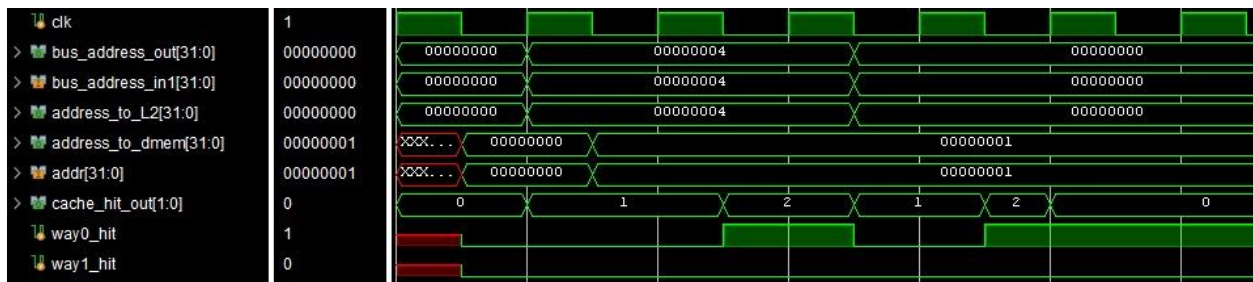 clk 1
bus_address_out[31:0] 00000000 00000000 00000004 00000000
bus_address_in1[31:0] 00000000 00000000 00000004 00000000
address_to_L2[31:0] 00000000 00000000 00000004 00000000
address_to_dmem[31:0] 00000001 XXX... 00000000 00000001
addr[31:0] 00000001 XXX... 00000000 00000001
cache_hit_out[1:0] 0 0 1 2 1 2 0
way0_hit 1
way1_hit 0